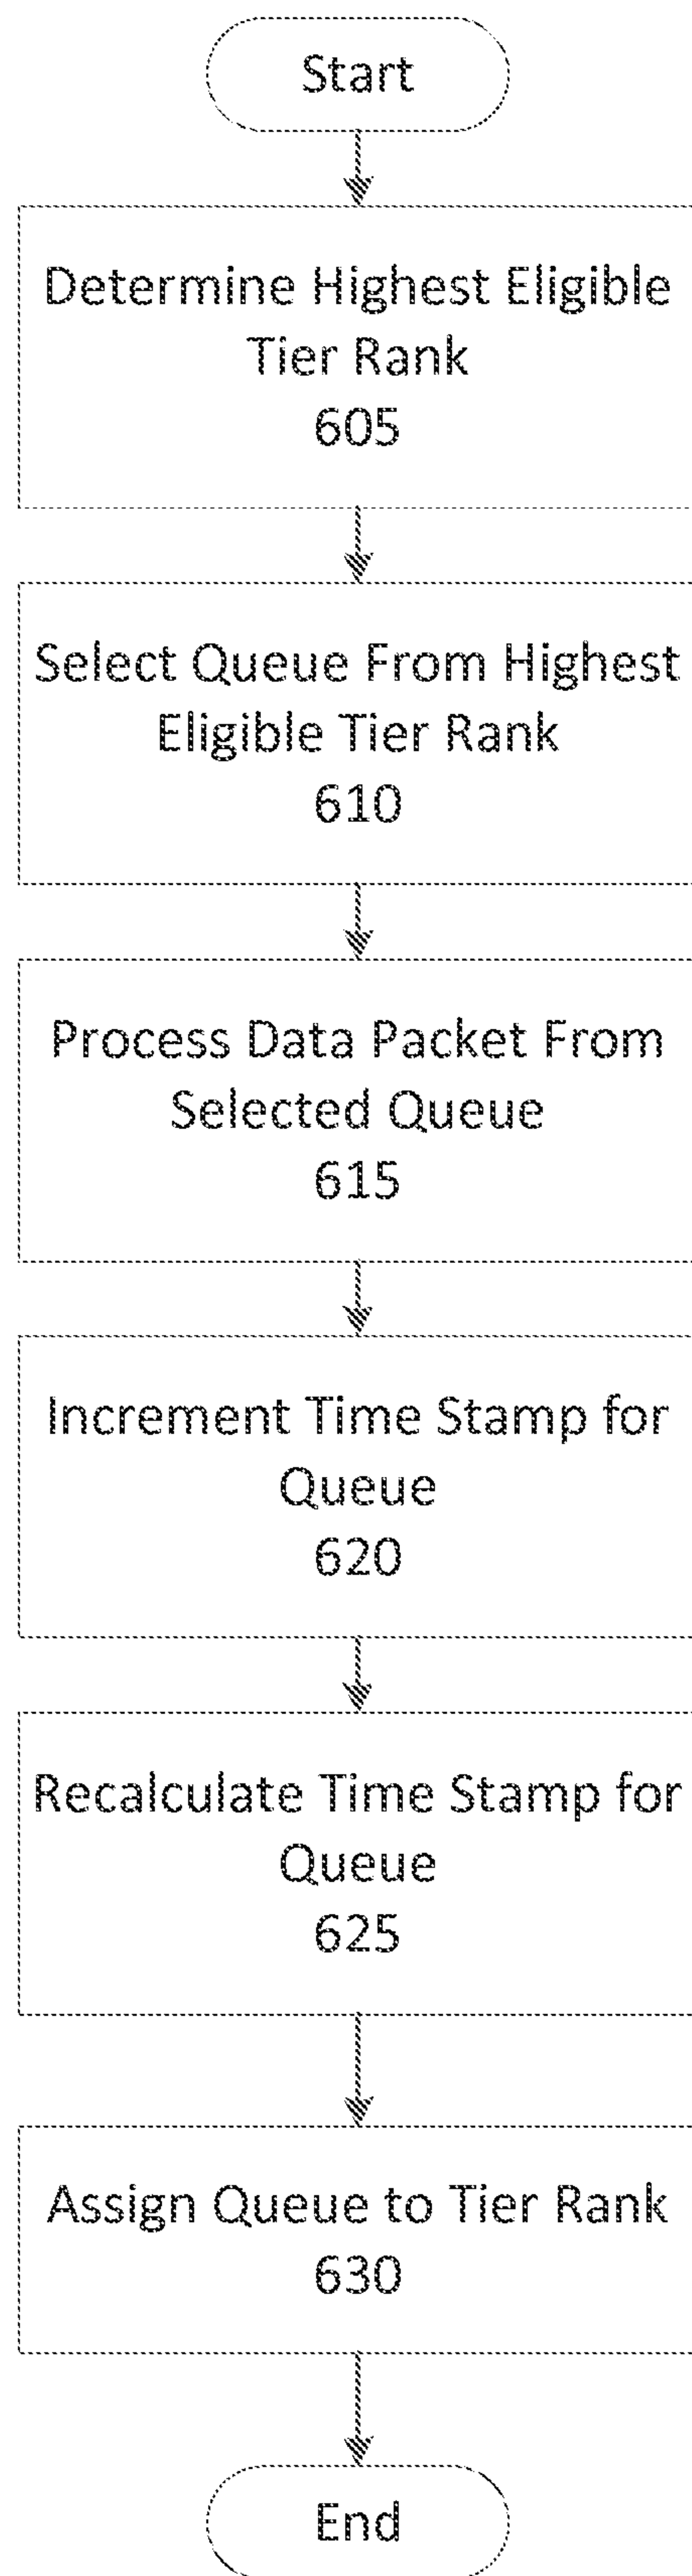 Start
Determine Highest Eligible
Tier Rank
605
Select Queue From Highest
Eligible Tier Rank
610
Process Data Packet From
Selected Queue
615
Increment Time Stamp for
Queue
620
Recalculate Time Stamp for
Queue
625
Assign Queue to Tier Rank
630
End